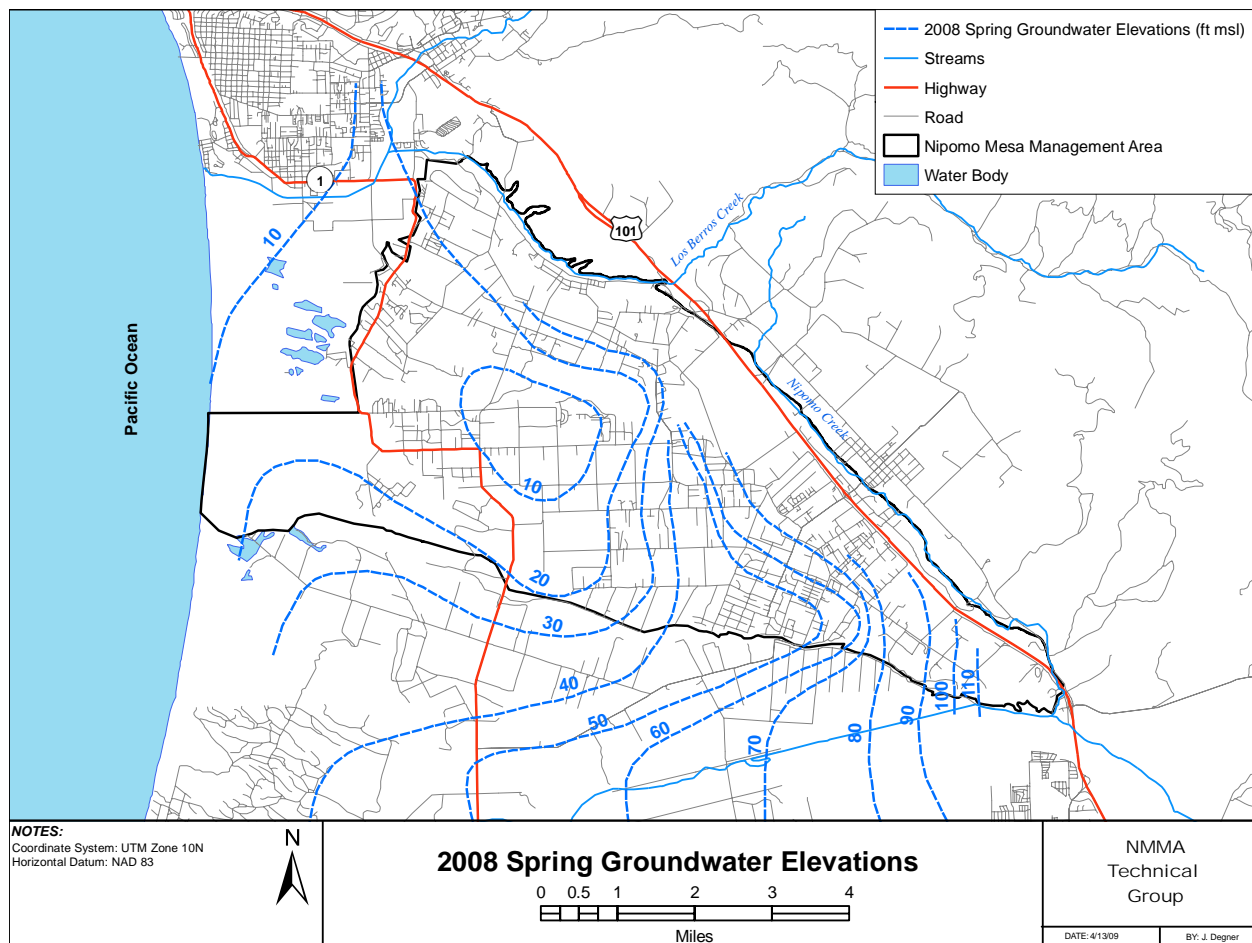 2008 Spring Groundwater Elevations (ft msl)
Streams
Highway
Road
Nipomo Mesa Management Area
Water Body
1
101
Los Berros Creek
10
Pacific Ocean
Nipomo Creek
10
20
30
40
50
60
70
80
90
100
110
NOTES:
Coordinate System: UTM Zone 10N
Horizontal Datum: NAD 83
N
2008 Spring Groundwater Elevations
0 0.5 1 2 3 4
Miles
NMMA
Technical
Group
DATE: 4/13/09
BY: J. Degner